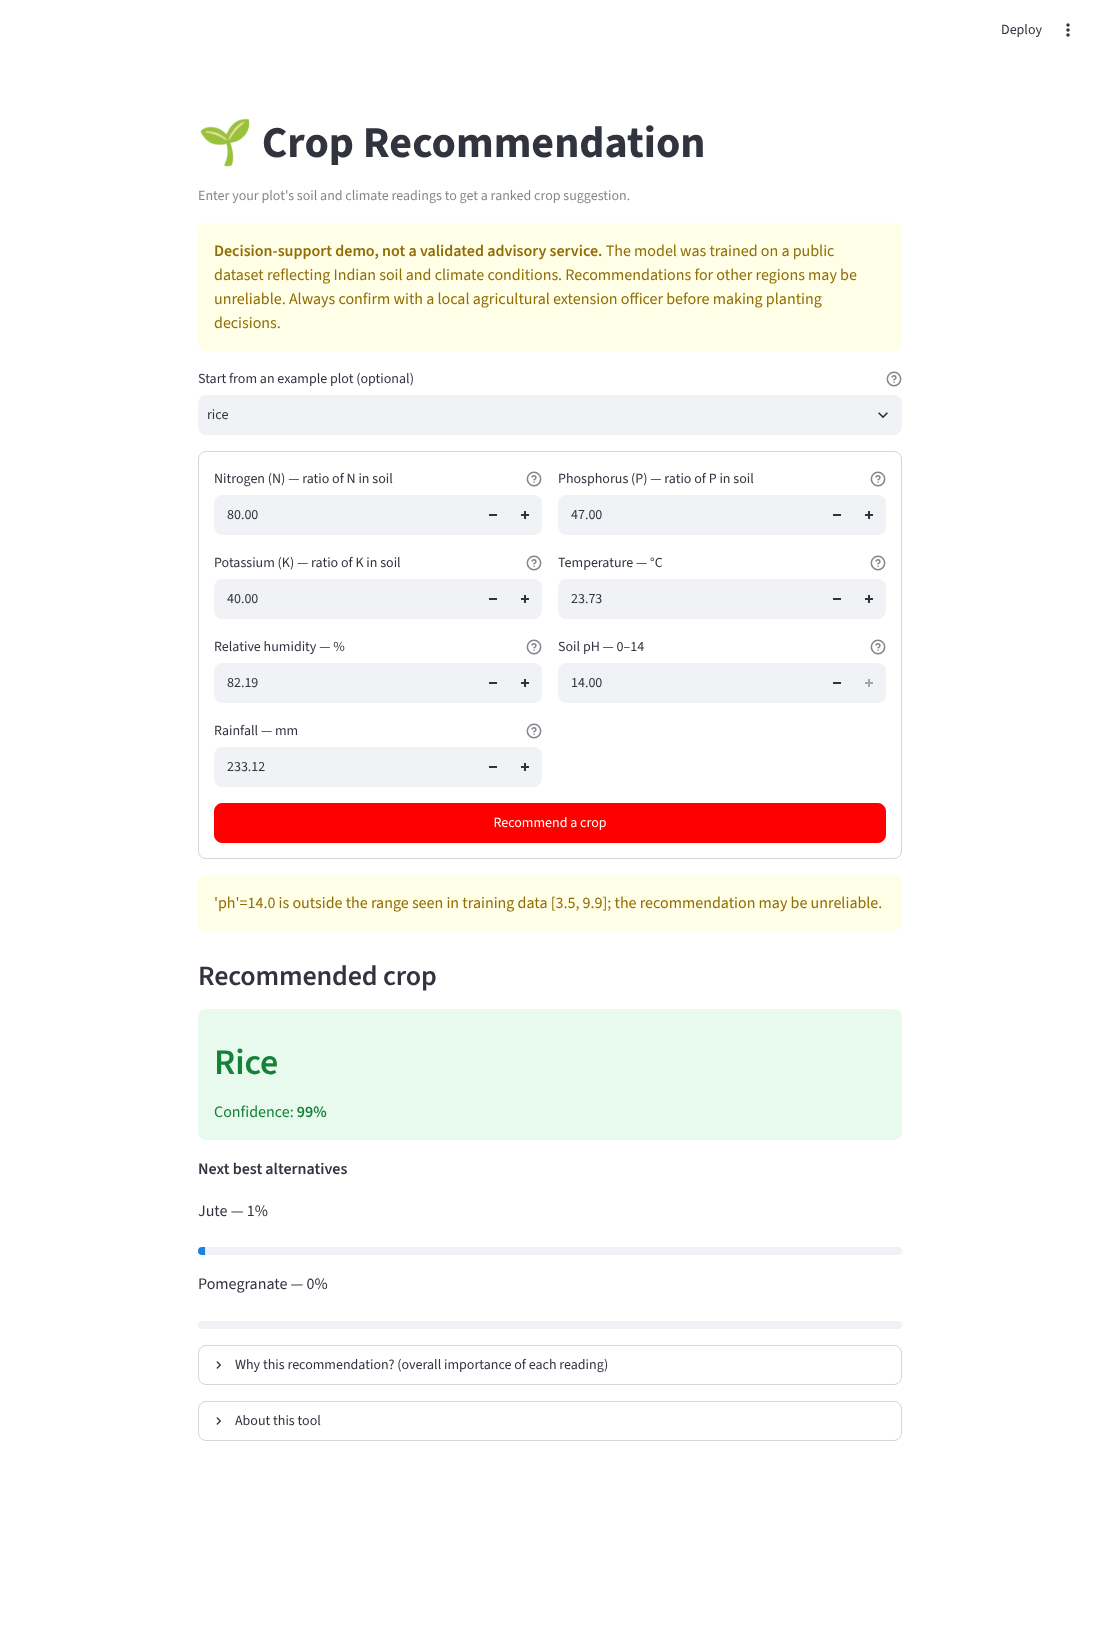 Deploy
Crop Recommendation
Enter your plot's soil and climate readings to get a ranked crop suggestion.
Decision-support demo, not a validated advisory service. The model was trained on a public
dataset reflecting Indian soil and climate conditions. Recommendations for other regions may be
unreliable. Always confirm with a local agricultural extension officer before making planting
decisions.
Start from an example plot (optional)
rice
Nitrogen (N) — ratio of N in soil
Phosphorus (P) — ratio of P in soil
80.00
47.00
Potassium (K) — ratio of K in soil
Temperature — °C
40.00
23.73
Relative humidity — %
Soil pH — 0–14
82.19
14.00
Rainfall — mm
233.12
Recommend a crop
'ph'=14.0 is outside the range seen in training data [3.5, 9.9]; the recommendation may be unreliable.
Recommended crop
Rice
Confidence: 99%
Next best alternatives
Jute — 1%
Pomegranate — 0%
Why this recommendation? (overall importance of each reading)
About this tool